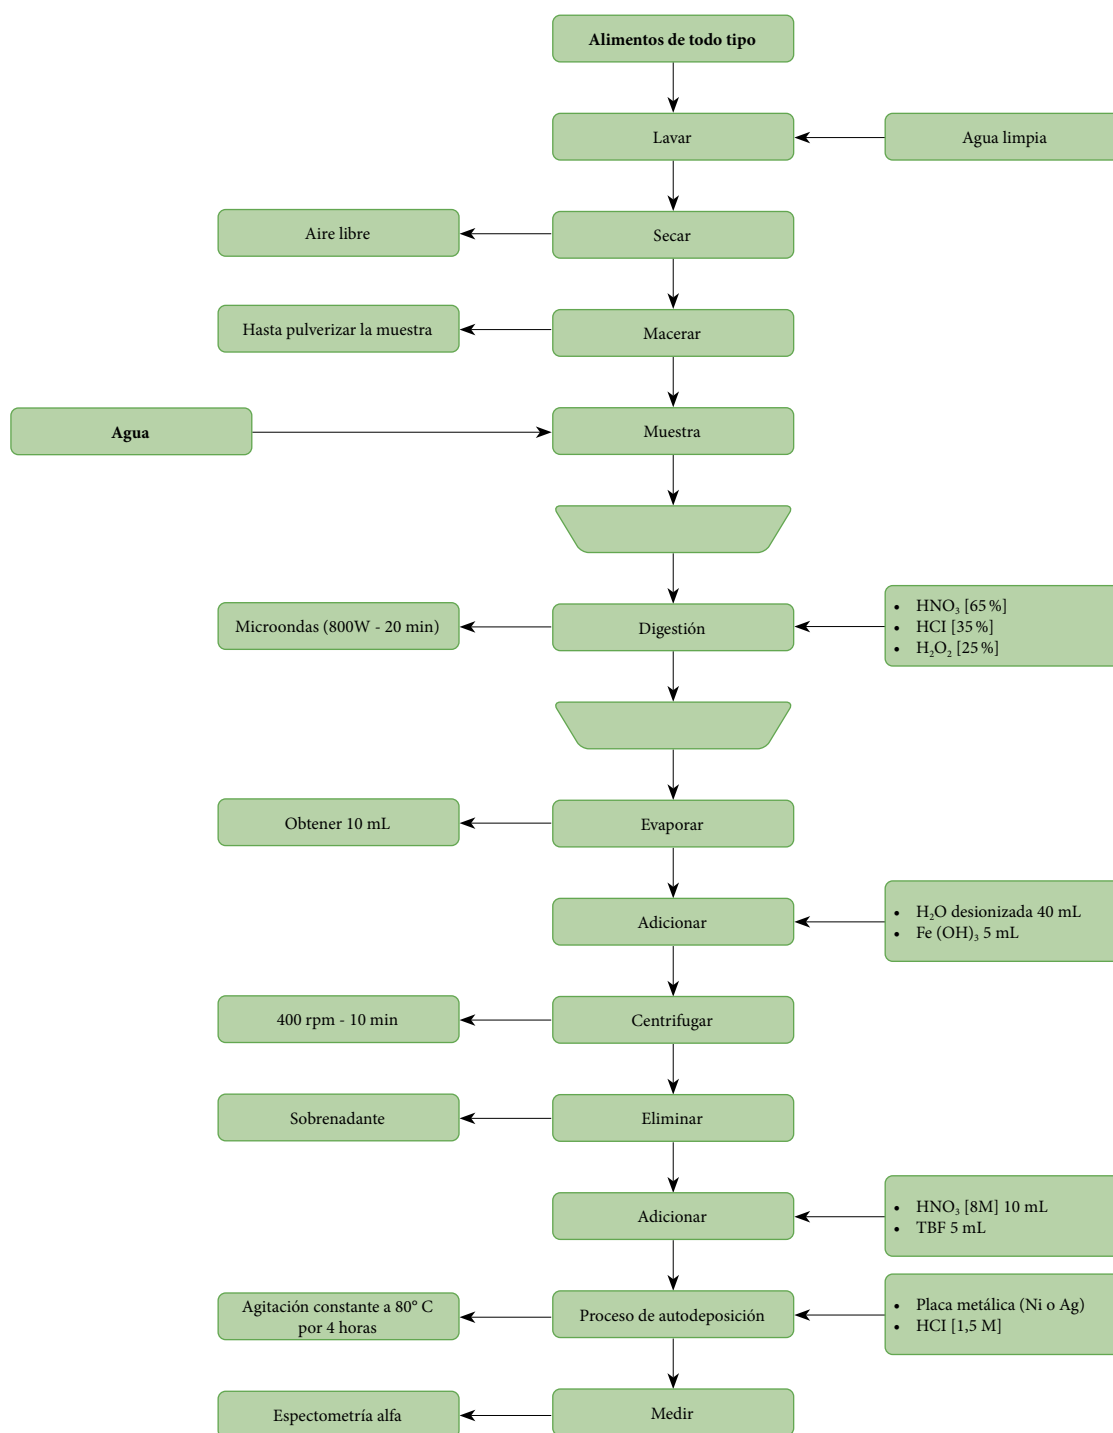 Alimentos de todo tipo
Lavar
Agua limpia
Aire libre
Secar
Hasta pulverizar la muestra
Macerar
Agua
Muestra
Microondas (800W - 20 min)
Digestión
• HNO₃ [65 %]
• HCI [35 %]
• H₂O₂ [25 %]
Obtener 10 mL
Evaporar
Adicionar
• H₂O desionizada 40 mL
• Fe (OH)₃ 5 mL
400 rpm - 10 min
Centrifugar
Sobrenadante
Eliminar
Adicionar
• HNO₃ [8M] 10 mL
• TBF 5 mL
Agitación constante a 80° C
por 4 horas
Proceso de autodeposición
• Placa metálica (Ni o Ag)
• HCI [1,5 M]
Espectometría alfa
Medir